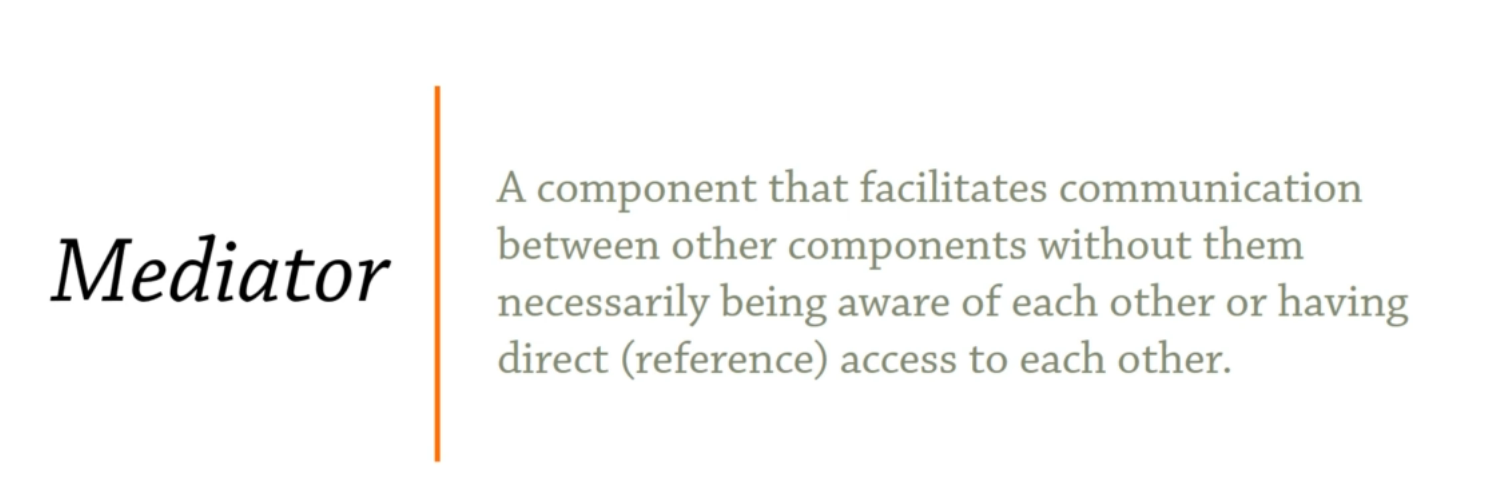 Mediator
A component that facilitates communication
between other components without them
necessarily being aware of each other or having
direct (reference) access to each other.